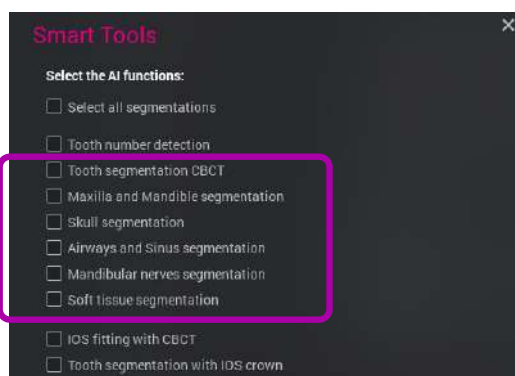 Smart Tools
Select the AI functions:
Select all segmentations
Tooth number detection
Tooth segmentation CBCT
Maxilla and Mandible segmentation
Skull segmentation
Airways and Sinus segmentation
Mandibular nerves segmentation
Soft tissue segmentation
IOS fitting with CBCT
Tooth segmentation with IOS crown